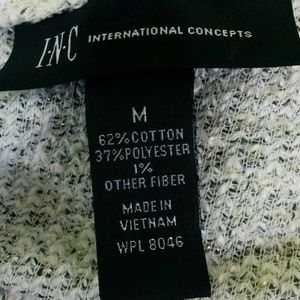 I·N·C INTERNATIONAL CONCEPTS
M
62% COTTON
37% POLYESTER
1%
OTHER FIBER
MADE IN
VIETNAM
WPL 8046